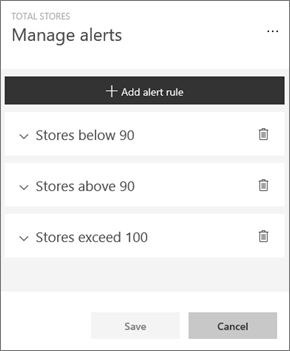 TOTAL STORES
Manage alerts
Add alert rule
Stores below 90
Stores above 90
Stores exceed 100
Save
Cancel